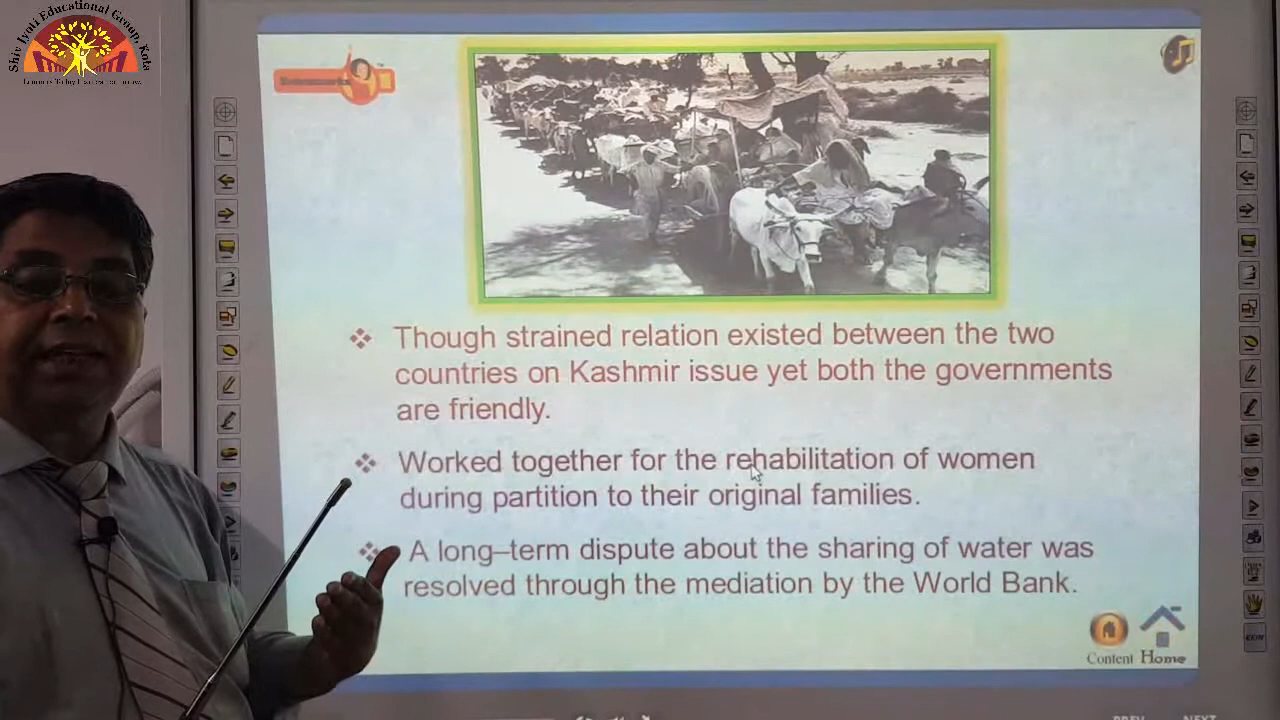 Shiv Jyoti Educational Group, Kota
Though strained relation existed between the two
countries on Kashmir issue yet both the governments
are friendly.
Worked together for the rehabilitation of women
during partition to their original families.
A long–term dispute about the sharing of water was
resolved through the mediation by the World Bank.
Content Home
PREV NEXT